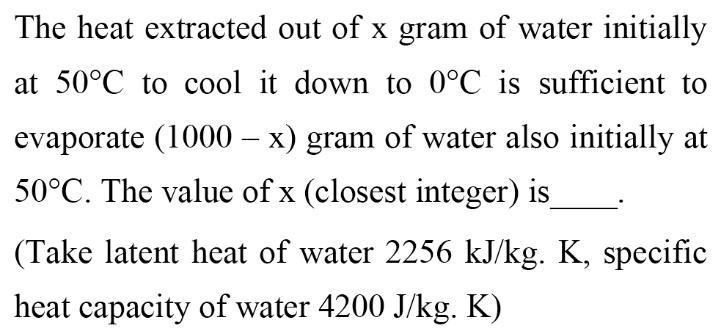 The heat extracted out of x gram of water initially
at 50°C to cool it down to 0°C is sufficient to
evaporate (1000 – x) gram of water also initially at
50°C. The value of x (closest integer) is____.
(Take latent heat of water 2256 kJ/kg. K, specific
heat capacity of water 4200 J/kg. K)